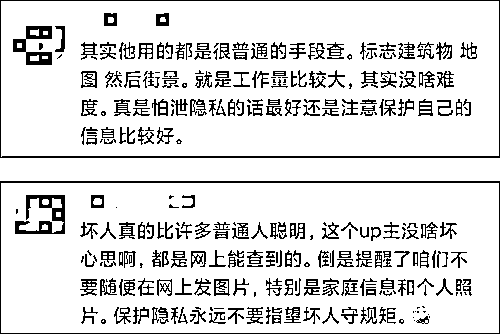 其实他用的都是很普通的手段查。标志建筑物 地
图 然后街景。就是工作量比较大，其实没啥难
度。真是怕泄隐私的话最好还是注意保护自己的
信息比较好。
坏人真的比许多普通人聪明，这个up主没啥坏
心思啊，都是网上能查到的。倒是提醒了咱们不
要随便在网上发图片，特别是家庭信息和个人照
片。保护隐私永远不要指望坏人守规矩。